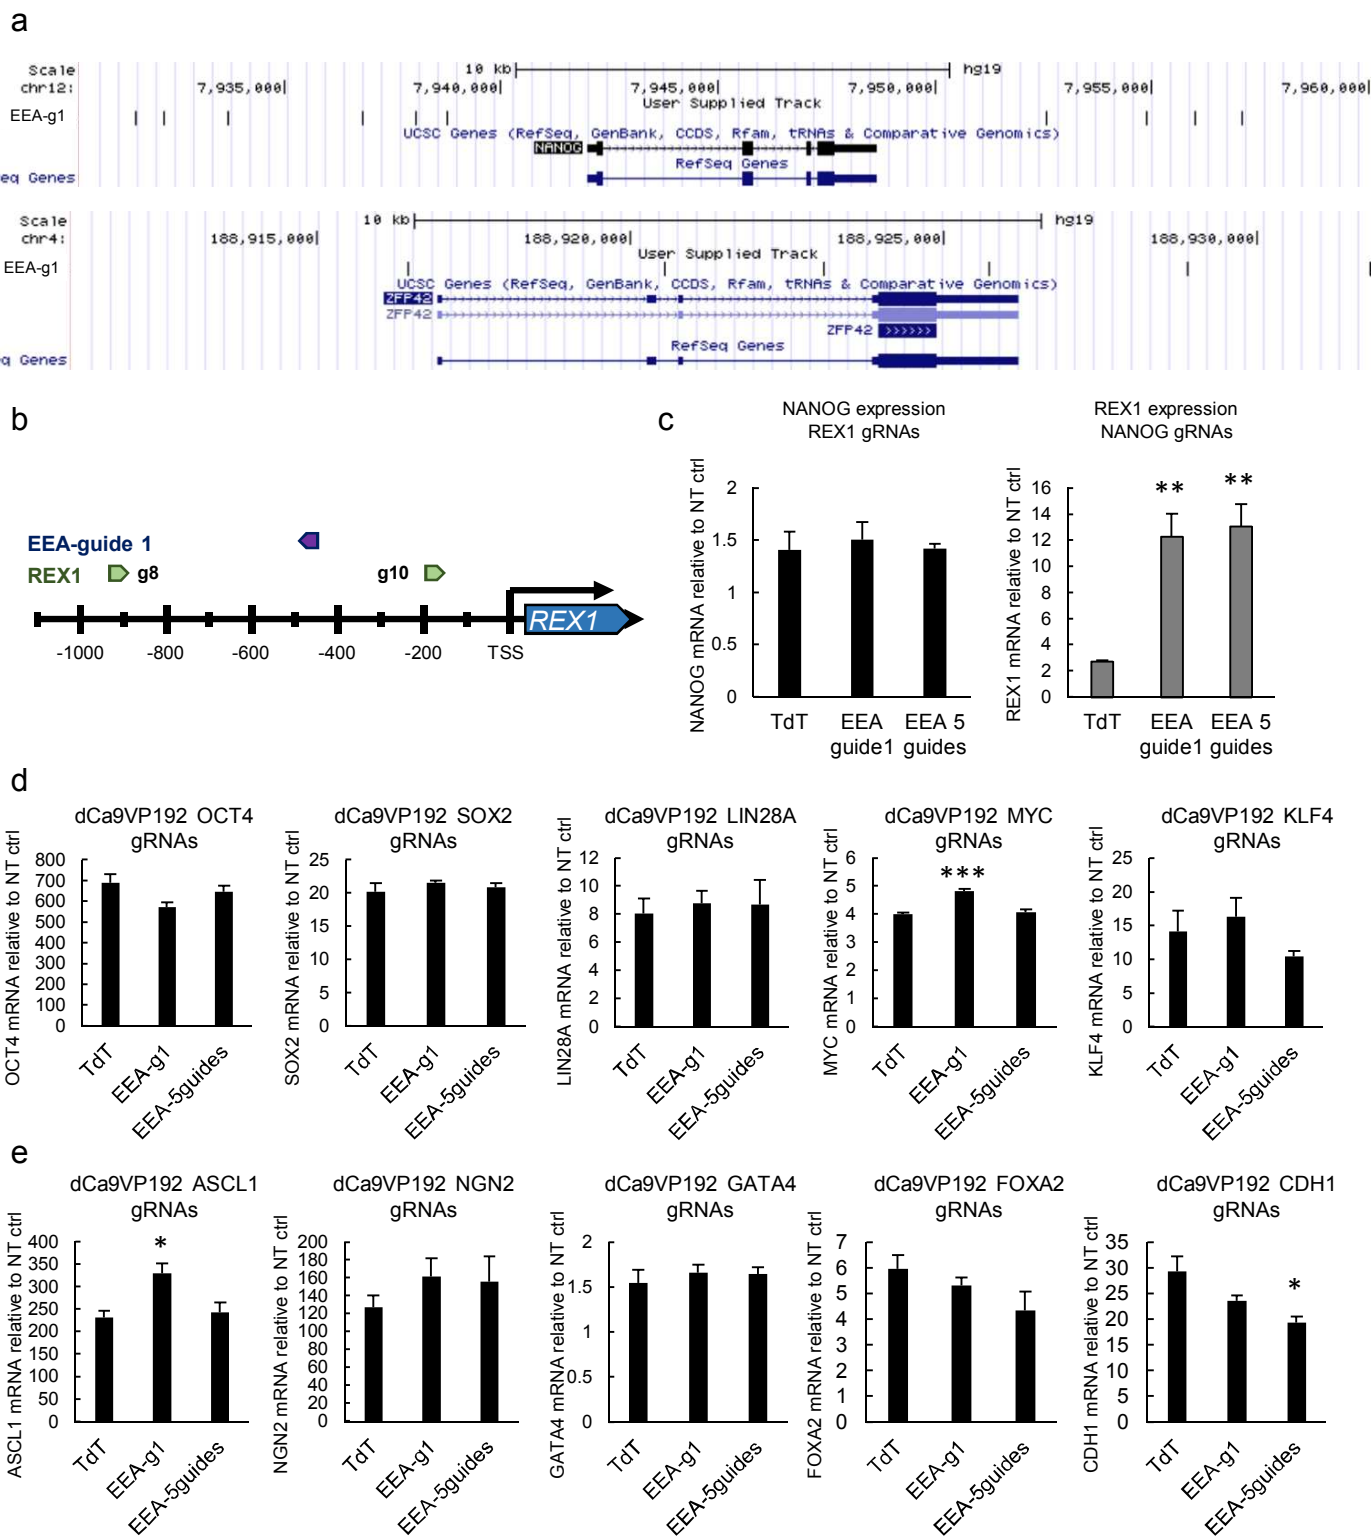 a
Scale 10 kb hg19
chr12: 7,935,000 7,940,000 7,945,000 7,950,000 7,955,000 7,960,000
User Supplied Track
EEA-g1
UCSC Genes (RefSeq, GenBank, CCDS, Rfam, tRNAs & Comparative Genomics)
NANOG
RefSeq Genes
eq Genes
Scale 10 kb hg19
chr4: 188,915,000 188,920,000 188,925,000 188,930,000
User Supplied Track
EEA-g1
UCSC Genes (RefSeq, GenBank, CCDS, Rfam, tRNAs & Comparative Genomics)
ZFP42
ZFP42
ZFP42
RefSeq Genes
q Genes
b
EEA-guide 1
REX1 g8 g10
REX1
-1000 -800 -600 -400 -200 TSS
c
NANOG expression
REX1 gRNAs
NANOG mRNA relative to NT ctrl
2
1.5
1
0.5
0
TdT EEA guide1 EEA 5 guides
REX1 expression
NANOG gRNAs
REX1 mRNA relative to NT ctrl
16
14
12
10
8
6
4
2
0
** **
TdT EEA guide1 EEA 5 guides
d
dCa9VP192 OCT4
gRNAs
OCT4 mRNA relative to NT ctrl
800
700
600
500
400
300
200
100
0
TdT EEA-g1 EEA-5guides
dCa9VP192 SOX2
gRNAs
SOX2 mRNA relative to NT ctrl
25
20
15
10
5
0
TdT EEA-g1 EEA-5guides
dCa9VP192 LIN28A
gRNAs
LIN28A mRNA relative to NT ctrl
12
10
8
6
4
2
0
TdT EEA-g1 EEA-5guides
dCa9VP192 MYC
gRNAs
MYC mRNA relative to NT ctrl
6
5
4
3
2
1
0
***
TdT EEA-g1 EEA-5guides
dCa9VP192 KLF4
gRNAs
KLF4 mRNA relative to NT ctrl
25
20
15
10
5
0
TdT EEA-g1 EEA-5guides
e
dCa9VP192 ASCL1
gRNAs
ASCL1 mRNA relative to NT ctrl
400
350
300
250
200
150
100
50
0
*
TdT EEA-g1 EEA-5guides
dCa9VP192 NGN2
gRNAs
NGN2 mRNA relative to NT ctrl
200
180
160
140
120
100
80
60
40
20
0
TdT EEA-g1 EEA-5guides
dCa9VP192 GATA4
gRNAs
GATA4 mRNA relative to NT ctrl
2
1.5
1
0.5
0
TdT EEA-g1 EEA-5guides
dCa9VP192 FOXA2
gRNAs
FOXA2 mRNA relative to NT ctrl
7
6
5
4
3
2
1
0
TdT EEA-g1 EEA-5guides
dCa9VP192 CDH1
gRNAs
CDH1 mRNA relative to NT ctrl
35
30
25
20
15
10
5
0
*
TdT EEA-g1 EEA-5guides